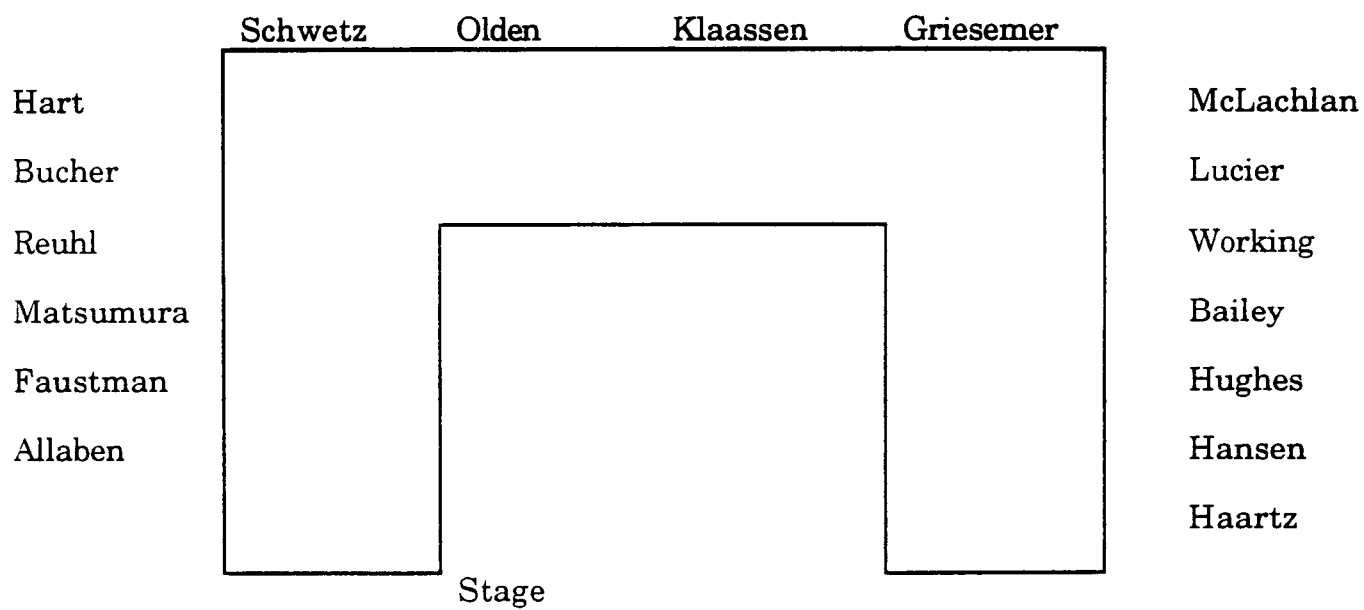 Schwetz Olden Klaassen Griesemer
Hart McLachlan
Bucher Lucier
Reuhl Working
Matsumura Bailey
Faustman Hughes
Allaben Hansen
Haartz
Stage